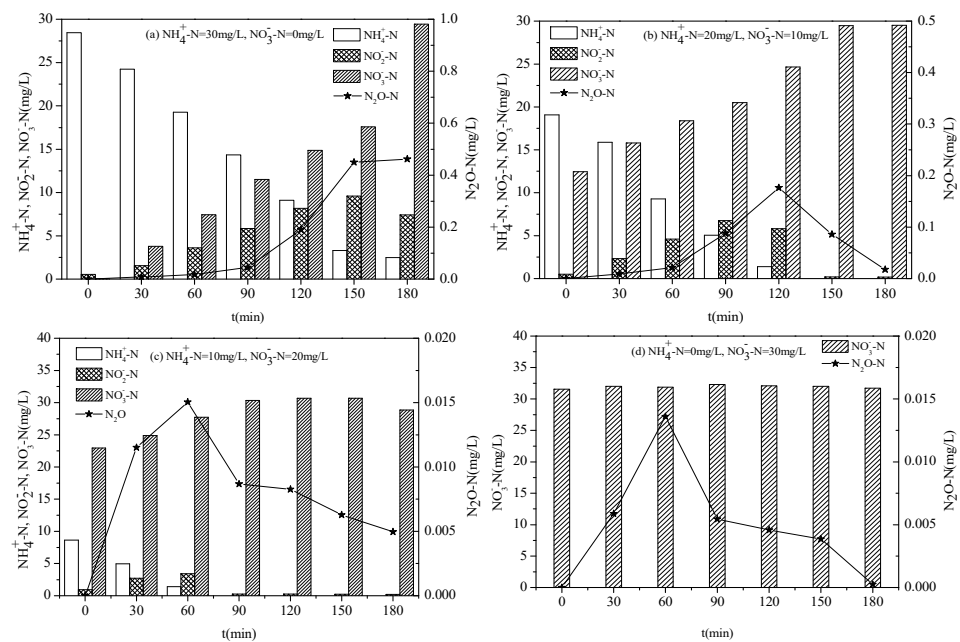 (a) NH₄⁺-N=30mg/L, NO₃⁻-N=0mg/L
NH₄⁺-N
NO₂⁻-N
NO₃⁻-N
N₂O-N
NH₄⁺-N, NO₂⁻-N, NO₃⁻-N(mg/L)
30
25
20
15
10
5
0
1.0
0.8
0.6
0.4
0.2
0.0
N₂O-N(mg/L)
0 30 60 90 120 150 180
t(min)
(b) NH₄⁺-N=20mg/L, NO₃⁻-N=10mg/L
NH₄⁺-N
NO₂⁻-N
NO₃⁻-N
N₂O-N
NH₄⁺-N, NO₂⁻-N, NO₃⁻-N(mg/L)
30
25
20
15
10
5
0
0.5
0.4
0.3
0.2
0.1
0.0
N₂O-N(mg/L)
0 30 60 90 120 150 180
t(min)
(c) NH₄⁺-N=10mg/L, NO₃⁻-N=20mg/L
NH₄⁺-N
NO₂⁻-N
NO₃⁻-N
N₂O
NH₄⁺-N, NO₂⁻-N, NO₃⁻-N(mg/L)
40
35
30
25
20
15
10
5
0
0.020
0.015
0.010
0.005
0.000
N₂O-N(mg/L)
0 30 60 90 120 150 180
t(min)
(d) NH₄⁺-N=0mg/L, NO₃⁻-N=30mg/L
NO₃⁻-N
N₂O-N
NO₃⁻-N(mg/L)
40
35
30
25
20
15
10
5
0
0.020
0.015
0.010
0.005
0.000
N₂O-N(mg/L)
0 30 60 90 120 150 180
t(min)